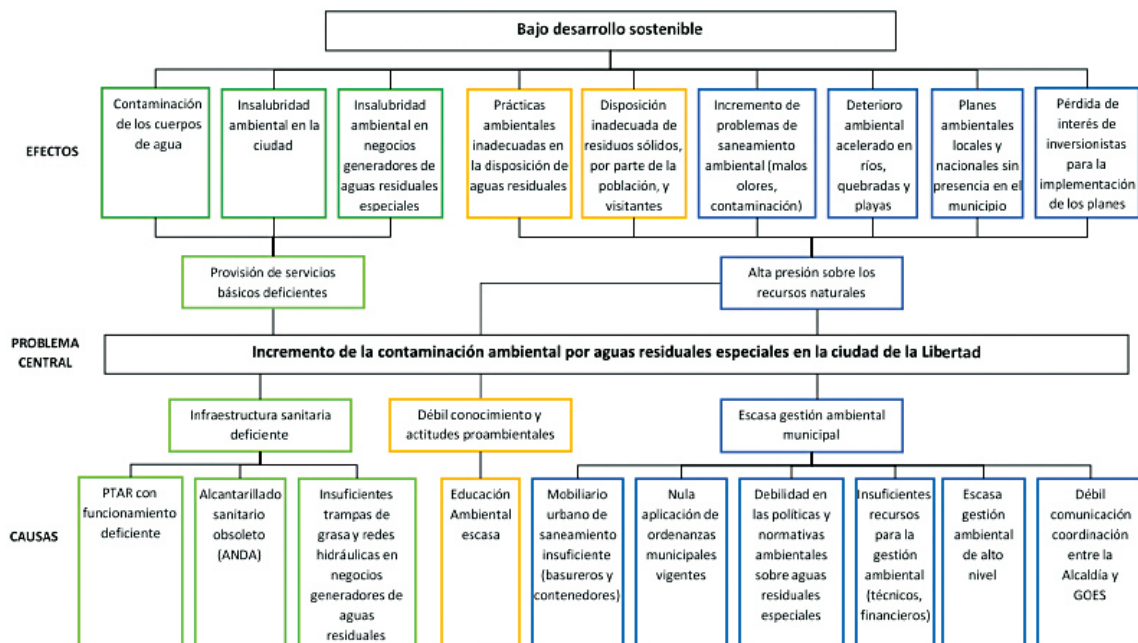 Bajo desarrollo sostenible
EFECTOS
Contaminación
de los cuerpos
de agua
Insalubridad
ambiental en la
ciudad
Insalubridad
ambiental en
negocios
generadores de
aguas residuales
especiales
Prácticas
ambientales
inadecuadas en
la disposición de
aguas residuales
Disposición
inadecuada de
residuos sólidos,
por parte de la
población, y
visitantes
Incremento de
problemas de
saneamiento
ambiental (malos
olores,
contaminación)
Deterioro
ambiental
acelerado en
ríos,
quebradas y
playas
Planes
ambientales
locales y
nacionales sin
presencia en el
municipio
Pérdida de
interés de
inversionistas
para la
implementación
de los planes
Provisión de servicios
básicos deficientes
Alta presión sobre los
recursos naturales
PROBLEMA
CENTRAL
Incremento de la contaminación ambiental por aguas residuales especiales en la ciudad de la Libertad
Infraestructura sanitaria
deficiente
Débil conocimiento y
actitudes proambientales
Escasa gestión ambiental
municipal
CAUSAS
PTAR con
funcionamiento
deficiente
Alcantarillado
sanitario
obsoleto
(ANDA)
Insuficientes
trampas de
grasa y redes
hidráulicas en
negocios
generadores de
aguas
residuales
Educación
Ambiental
escasa
Mobiliario
urbano de
saneamiento
insuficiente
(basureros y
contenedores)
Nula
aplicación de
ordenanzas
municipales
vigentes
Debilidad en
las políticas y
normativas
ambientales
sobre aguas
residuales
especiales
Insuficientes
recursos
para la
gestión
ambiental
(técnicos,
financieros)
Escasa
gestión
ambiental
de alto
nivel
Débil
comunicación
coordinación
entre la
Alcaldía y
GOES